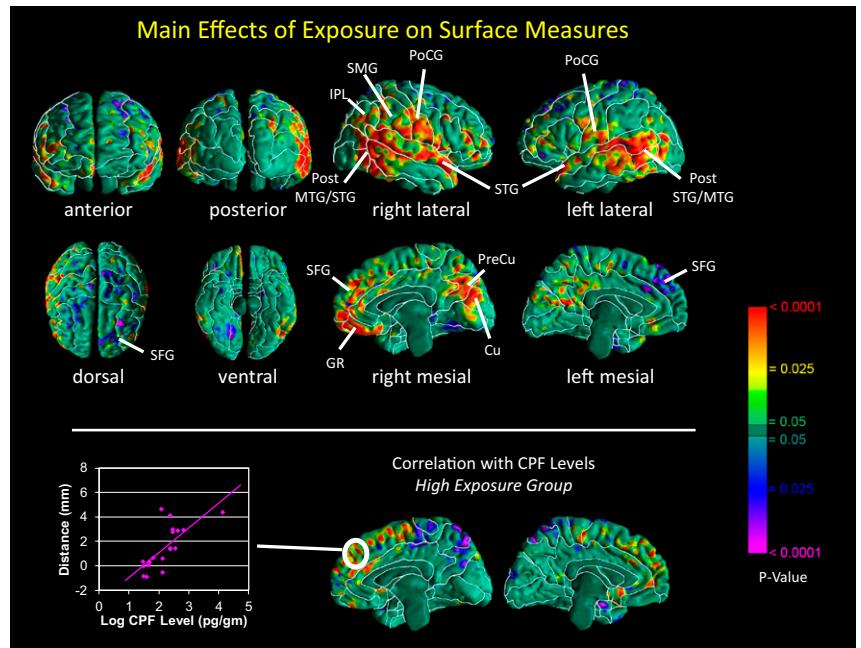 Main Effects of Exposure on Surface Measures
PoCG
SMG
IPL
PoCG
Post
MTG/STG
STG
Post
STG/MTG
anterior
posterior
right lateral
left lateral
SFG
SFG
PreCu
Cu
GR
SFG
dorsal
ventral
right mesial
left mesial
< 0.0001
= 0.025
= 0.05
= 0.05
= 0.025
<0.0001
P-Value
Correlation with CPF Levels
High Exposure Group
Distance (mm)
8
6
4
2
0
-2
0 1 2 3 4 5
Log CPF Level (pg/gm)